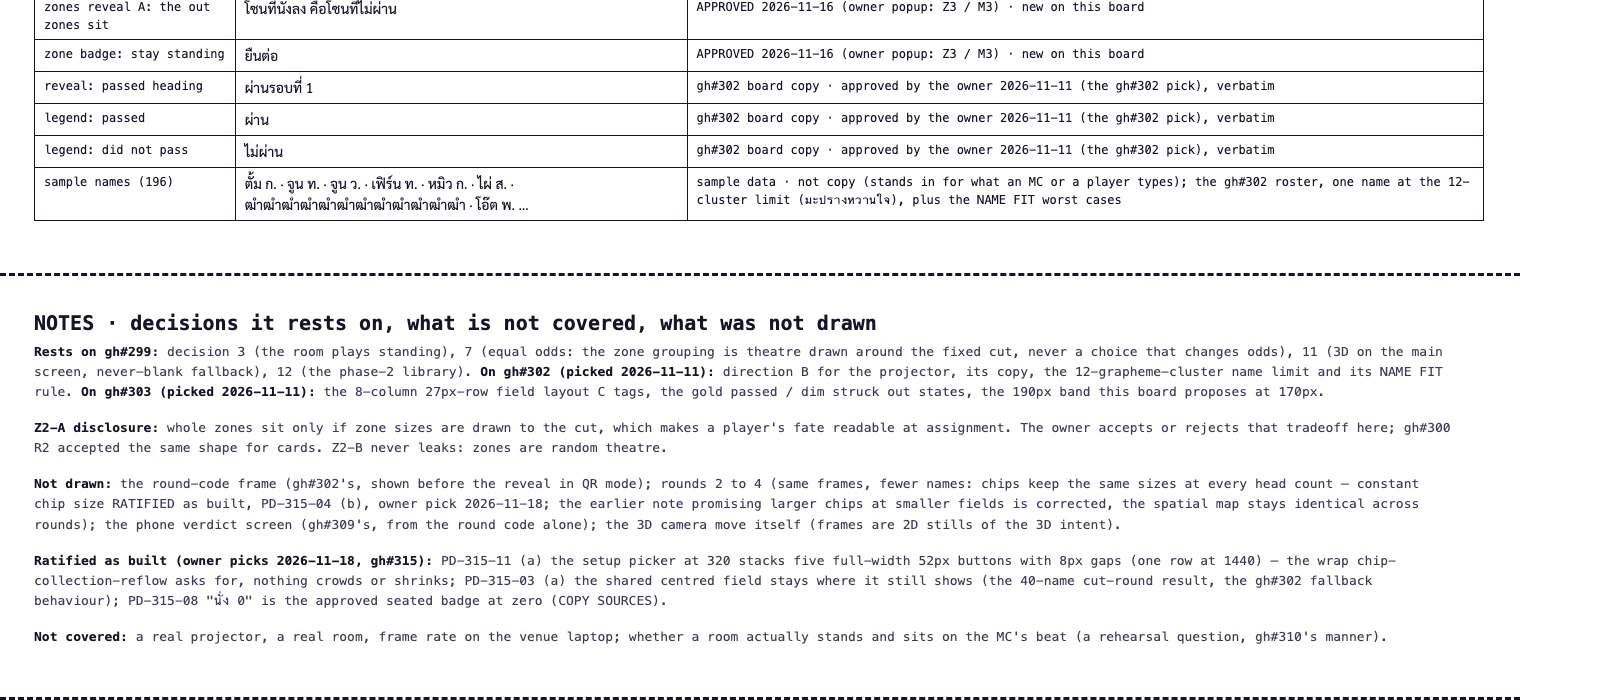 zones reveal A: the out
zones sit
โซนที่นั่งลง คือโซนที่ไม่ผ่าน
APPROVED 2026-11-16 (owner popup: Z3 / M3) · new on this board
zone badge: stay standing
ยืนต่อ
APPROVED 2026-11-16 (owner popup: Z3 / M3) · new on this board
reveal: passed heading
ผ่านรอบที่ 1
gh#302 board copy · approved by the owner 2026-11-11 (the gh#302 pick), verbatim
legend: passed
ผ่าน
gh#302 board copy · approved by the owner 2026-11-11 (the gh#302 pick), verbatim
legend: did not pass
ไม่ผ่าน
gh#302 board copy · approved by the owner 2026-11-11 (the gh#302 pick), verbatim
sample names (196)
ตั้ม ก. · จูน ท. · จูน ว. · เฟิร์น ท. · หมิว ก. · ไผ่ ส. ·
· โอ๊ต พ. …
sample data · not copy (stands in for what an MC or a player types); the gh#302 roster, one name at the 12-
cluster limit (มะปรางหวานใจ), plus the NAME FIT worst cases
NOTES · decisions it rests on, what is not covered, what was not drawn
Rests on gh#299: decision 3 (the room plays standing), 7 (equal odds: the zone grouping is theatre drawn around the fixed cut, never a choice that changes odds), 11 (3D on the main
screen, never-blank fallback), 12 (the phase-2 library). On gh#302 (picked 2026-11-11): direction B for the projector, its copy, the 12-grapheme-cluster name limit and its NAME FIT
rule. On gh#303 (picked 2026-11-11): the 8-column 27px-row field layout C tags, the gold passed / dim struck out states, the 190px band this board proposes at 170px.
Z2-A disclosure: whole zones sit only if zone sizes are drawn to the cut, which makes a player's fate readable at assignment. The owner accepts or rejects that tradeoff here; gh#300
R2 accepted the same shape for cards. Z2-B never leaks: zones are random theatre.
Not drawn: the round-code frame (gh#302's, shown before the reveal in QR mode); rounds 2 to 4 (same frames, fewer names: chips keep the same sizes at every head count — constant
chip size RATIFIED as built, PD-315-04 (b), owner pick 2026-11-18; the earlier note promising larger chips at smaller fields is corrected, the spatial map stays identical across
rounds); the phone verdict screen (gh#309's, from the round code alone); the 3D camera move itself (frames are 2D stills of the 3D intent).
Ratified as built (owner picks 2026-11-18, gh#315): PD-315-11 (a) the setup picker at 320 stacks five full-width 52px buttons with 8px gaps (one row at 1440) — the wrap chip-
collection-reflow asks for, nothing crowds or shrinks; PD-315-03 (a) the shared centred field stays where it still shows (the 40-name cut-round result, the gh#302 fallback
behaviour); PD-315-08 "นั่ง 0" is the approved seated badge at zero (COPY SOURCES).
Not covered: a real projector, a real room, frame rate on the venue laptop; whether a room actually stands and sits on the MC's beat (a rehearsal question, gh#310's manner).